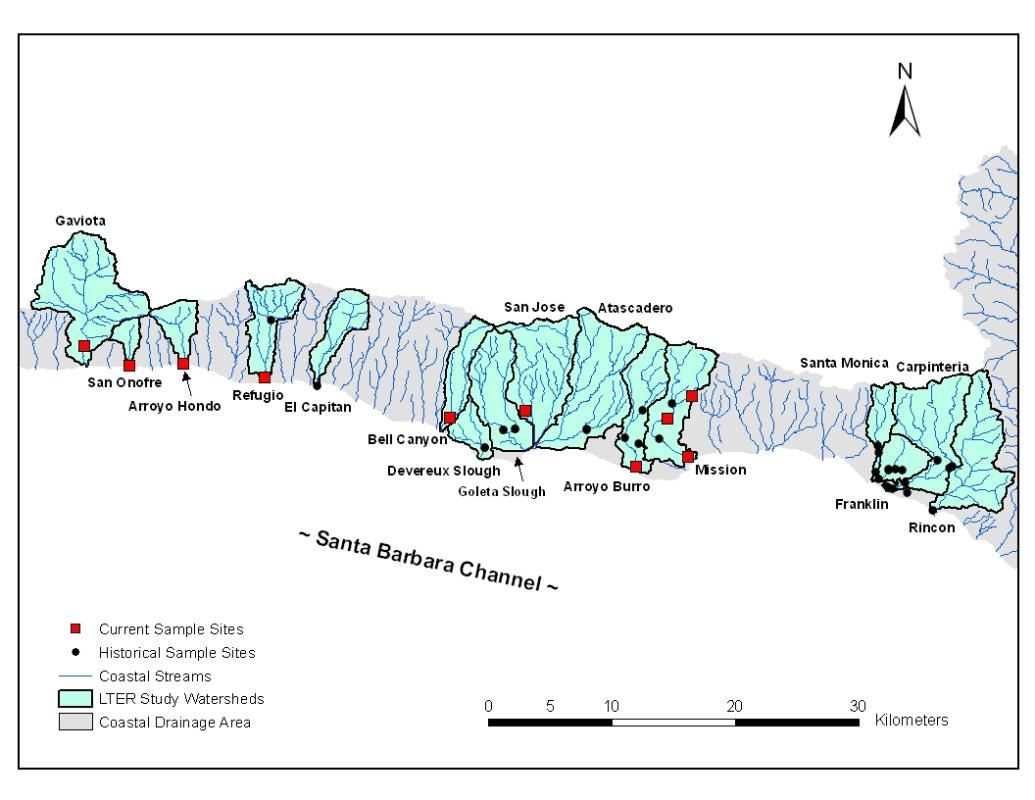 N
Gaviota
San Jose
Atascadero
Santa Monica
Carpinteria
San Onofre
Arroyo Hondo
Refugio
El Capitan
Bell Canyon
Devereux Slough
Goleta Slough
Arroyo Burro
Mission
Franklin
Rincon
~ Santa Barbara Channel ~
Current Sample Sites
Historical Sample Sites
Coastal Streams
LTER Study Watersheds
Coastal Drainage Area
0 5 10 20 30
Kilometers